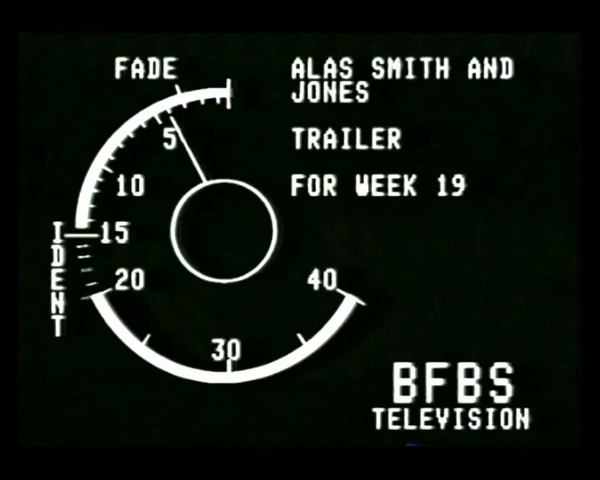 FADE
ALAS SMITH AND
JONES
TRAILER
FOR WEEK 19
5
10
15
20
30
40
IDENT
BFBS
TELEVISION